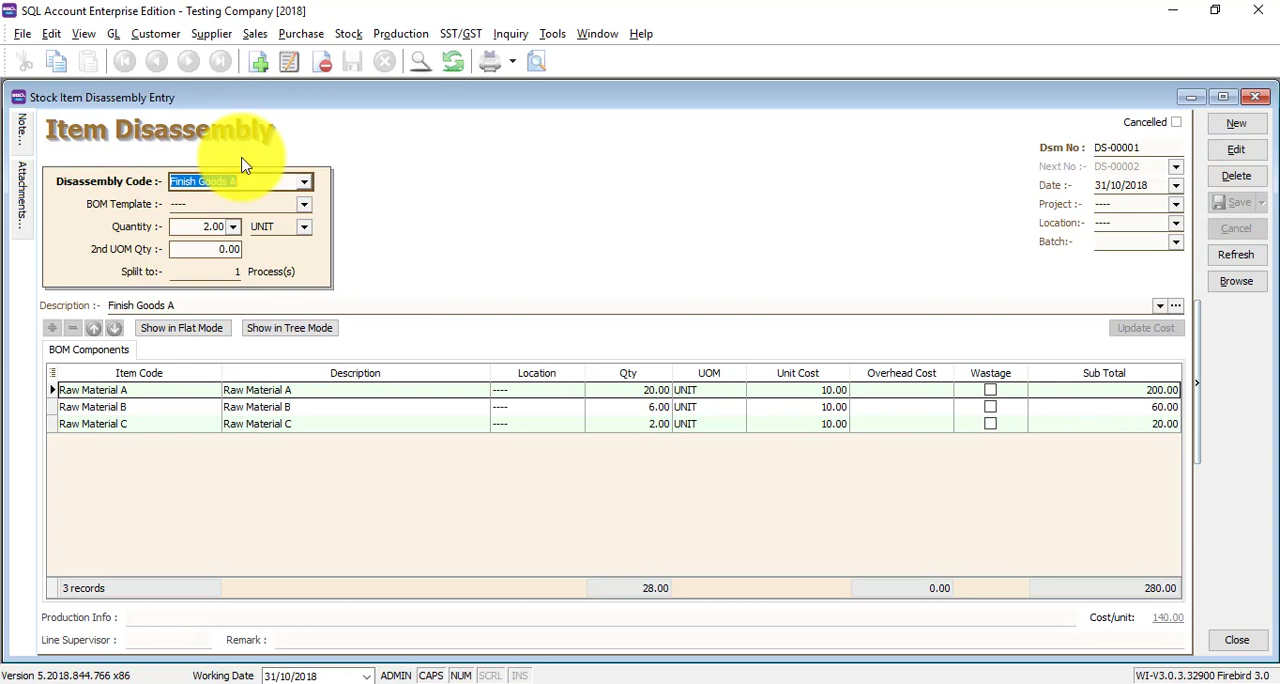 SQL Account Enterprise Edition - Testing Company [2018]
File Edit View GL Customer Supplier Sales Purchase Stock Production SST/GST Inquiry Tools Window Help
Stock Item Disassembly Entry
Note...
Attachments...
Item Disassembly
Cancelled
New
Dsm No : DS-00001
Edit
Next No :- DS-00002
Delete
Disassembly Code :- Finish Goods A
Date :- 31/10/2018
BOM Template :- ----
Project :- ----
Save
Quantity :- 2.00 UNIT
Location:- ----
Cancel
2nd UOM Qty :- 0.00
Batch:-
Refresh
Split to:- 1 Process(s)
Browse
Description :- Finish Goods A
Show in Flat Mode Show in Tree Mode Update Cost
BOM Components
Item Code Description Location Qty UOM Unit Cost Overhead Cost Wastage Sub Total
Raw Material A Raw Material A ---- 20.00 UNIT 10.00 200.00
Raw Material B Raw Material B ---- 6.00 UNIT 10.00 60.00
Raw Material C Raw Material C ---- 2.00 UNIT 10.00 20.00
3 records 28.00 0.00 280.00
Production Info : Cost/unit: 140.00
Line Supervisor : Remark : Close
Version 5.2018.844.766 x86 Working Date 31/10/2018 ADMIN CAPS NUM SCRL INS WI-V3.0.3.32900 Firebird 3.0